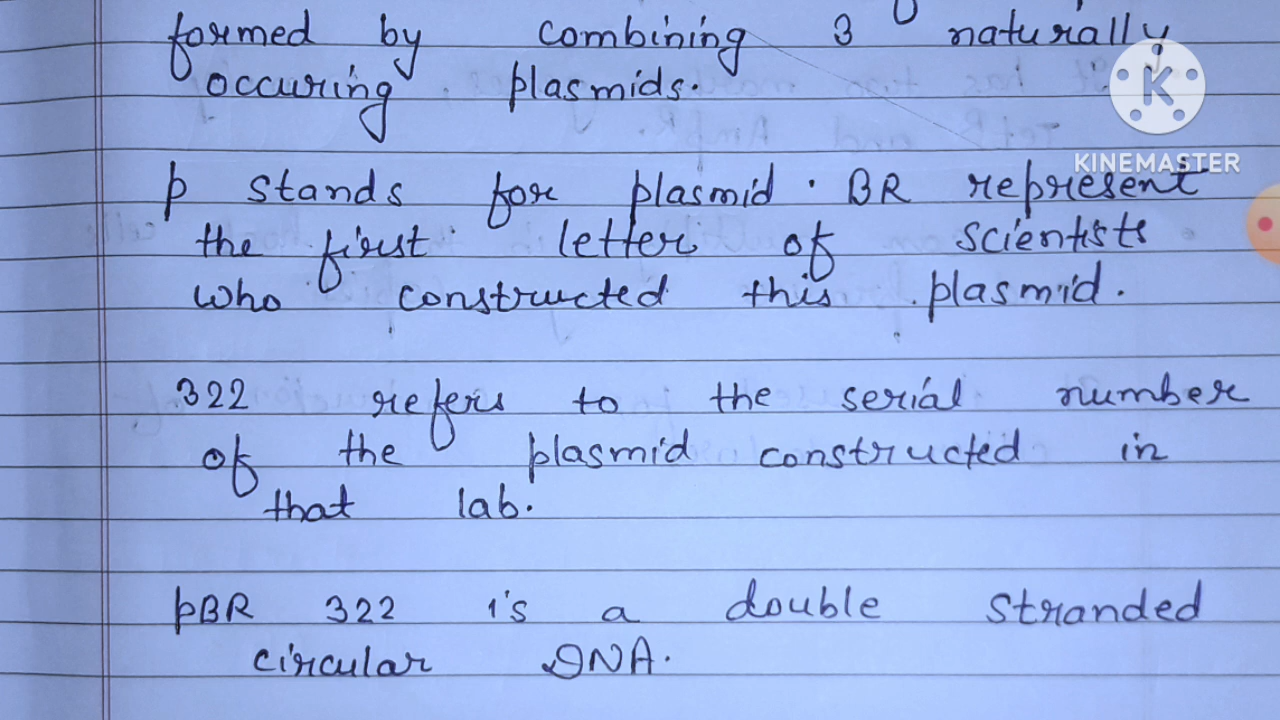 formed by combining 3 naturally
occuring plasmids.
KINEMASTER
p stands for plasmid. BR represent
the first letter of scientists
who constructed this plasmid.
322 refers to the serial number
of the plasmid constructed in
that lab.
pBR 322 is a double stranded
circular DNA.